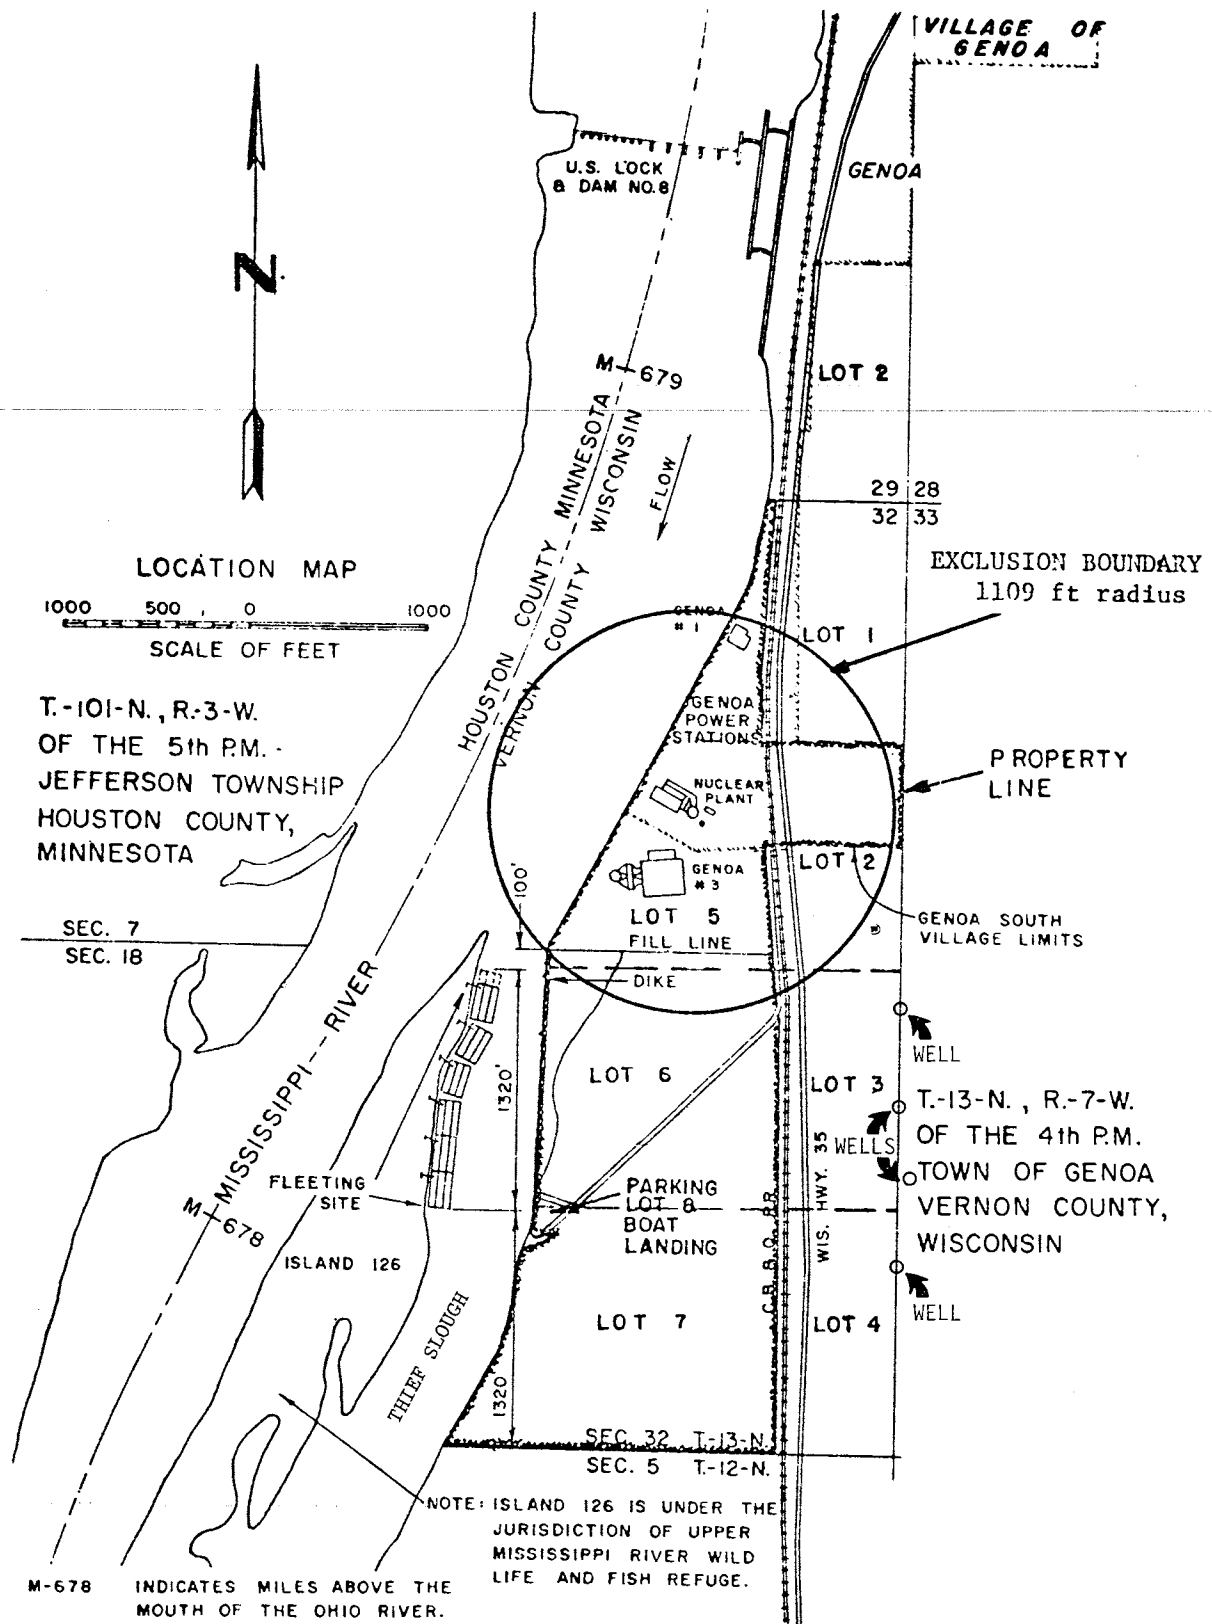 VILLAGE OF
GENOA
U.S. LOCK
& DAM NO. 8
GENOA
N
M 679
LOT 2
HOUSTON COUNTY MINNESOTA
VERNON COUNTY WISCONSIN
FLOW
29 28
32 33
LOCATION MAP
1000 500 0 1000
SCALE OF FEET
EXCLUSION BOUNDARY
1109 ft radius
GENOA
# 1
LOT 1
T.-101-N., R.-3-W.
OF THE 5th P.M. -
JEFFERSON TOWNSHIP
HOUSTON COUNTY,
MINNESOTA
GENOA
POWER
STATIONS
PROPERTY
LINE
NUCLEAR
PLANT
LOT 2
GENOA
# 3
100'
LOT 5
FILL LINE
GENOA SOUTH
VILLAGE LIMITS
SEC. 7
SEC. 18
DIKE
MISSISSIPPI RIVER
WELL
LOT 6
1320'
LOT 3
T.-13-N., R.-7-W.
OF THE 4th P.M.
TOWN OF GENOA
VERNON COUNTY,
WISCONSIN
WELLS
WIS. HWY. 35
C.B. & Q. R.R.
FLEETING
SITE
PARKING
LOT &
BOAT
LANDING
M 678
ISLAND 126
WELL
LOT 7
LOT 4
THIEF SLOUGH
1320'
SEC. 32 T.-13-N.
SEC. 5 T.-12-N.
NOTE: ISLAND 126 IS UNDER THE
JURISDICTION OF UPPER
MISSISSIPPI RIVER WILD
LIFE AND FISH REFUGE.
M-678 INDICATES MILES ABOVE THE
MOUTH OF THE OHIO RIVER.